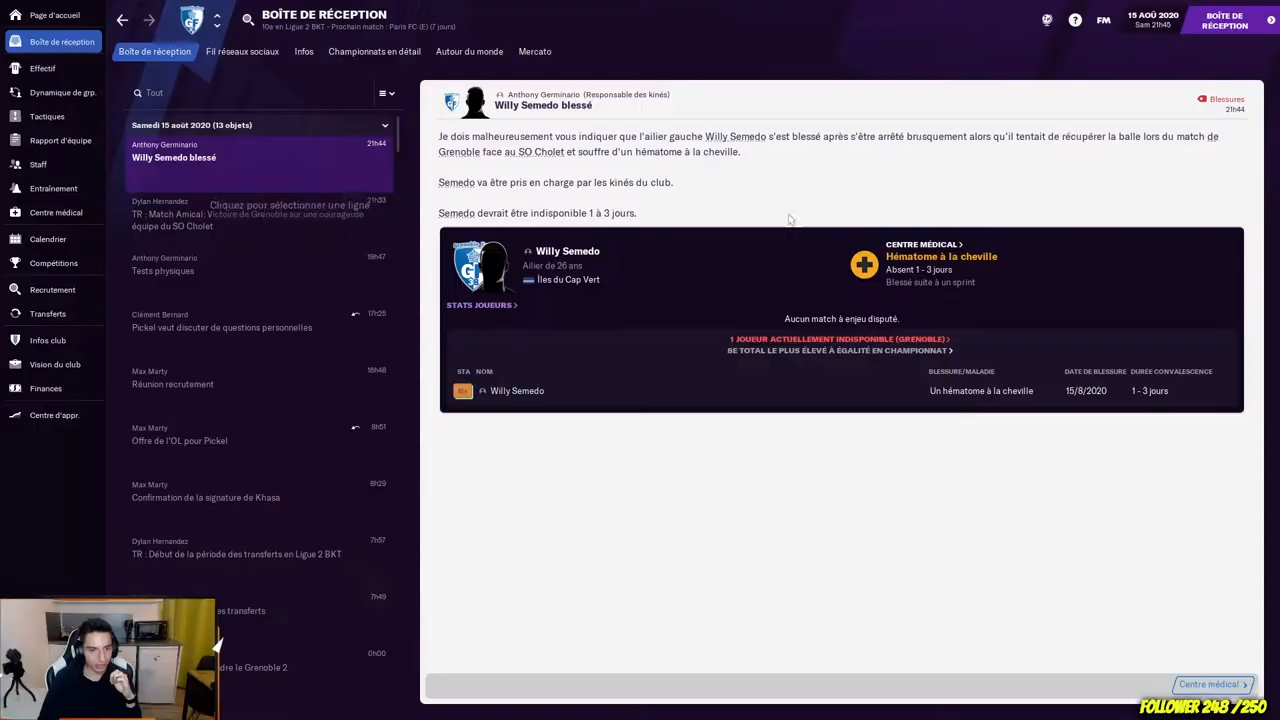 Page d'accueil
Boîte de réception
Effectif
Dynamique de grp.
Tactiques
Rapport d'équipe
Staff
Entraînement
Centre médical
Calendrier
Compétitions
Recrutement
Transferts
Infos club
Vision du club
Finances
Centre d'appr.
BOÎTE DE RÉCEPTION
10e en Ligue 2 BKT - Prochain match : Paris FC (E) (7 jours)
FM
15 AOÛ 2020
Sam 21h45
BOÎTE DE
RÉCEPTION
Boîte de réception
Fil réseaux sociaux
Infos
Championnats en détail
Autour du monde
Mercato
Tout
Samedi 15 août 2020 (13 objets)
Anthony Germinario 21h44
Willy Semedo blessé
Cliquez pour sélectionner une ligne
Dylan Hernandez 21h33
TR : Match Amical: Victoire de Grenoble sur une courageuse
équipe du SO Cholet
Anthony Germinario 19h47
Tests physiques
Clément Bernard 17h25
Pickel veut discuter de questions personnelles
Max Marty 16h48
Réunion recrutement
Max Marty 8h51
Offre de l'OL pour Pickel
Max Marty 8h29
Confirmation de la signature de Khasa
Dylan Hernandez 7h57
TR : Début de la période des transferts en Ligue 2 BKT
7h49
es transferts
0h00
dre le Grenoble 2
Anthony Germinario (Responsable des kinés)
Willy Semedo blessé
Blessures
21h44
Je dois malheureusement vous indiquer que l'ailier gauche Willy Semedo s'est blessé après s'être arrêté brusquement alors qu'il tentait de récupérer la balle lors du match de
Grenoble face au SO Cholet et souffre d'un hématome à la cheville.
Semedo va être pris en charge par les kinés du club.
Semedo devrait être indisponible 1 à 3 jours.
Willy Semedo
Ailier de 26 ans
Îles du Cap Vert
CENTRE MÉDICAL
Hématome à la cheville
Absent 1 - 3 jours
Blessé suite à un sprint
STATS JOUEURS
Aucun match à enjeu disputé.
1 JOUEUR ACTUELLEMENT INDISPONIBLE (GRENOBLE)
8E TOTAL LE PLUS ÉLEVÉ À ÉGALITÉ EN CHAMPIONNAT
STA NOM BLESSURE/MALADIE DATE DE BLESSURE DURÉE CONVALESCENCE
Willy Semedo Un hématome à la cheville 15/8/2020 1 - 3 jours
Centre médical
FOLLOWER 248 /250